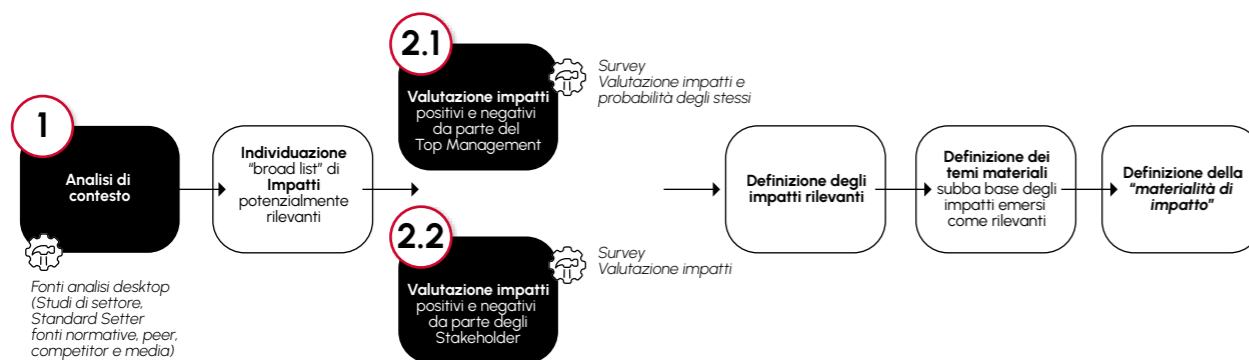 1
Analisi di
contesto
Fonti analisi desktop
(Studi di settore,
Standard Setter
fonti normative, peer,
competitor e media)
Individuazione
“broad list” di
Impatti
potenzialmente
rilevanti
2.1
Valutazione impatti
positivi e negativi
da parte del
Top Management
Survey
Valutazione impatti e
probabilità degli stessi
2.2
Valutazione impatti
positivi e negativi
da parte degli
Stakeholder
Survey
Valutazione impatti
Definizione degli
impatti rilevanti
Definizione dei
temi materiali
subba base degli
impatti emersi
come rilevanti
Definizione della
“materialità di
impatto”